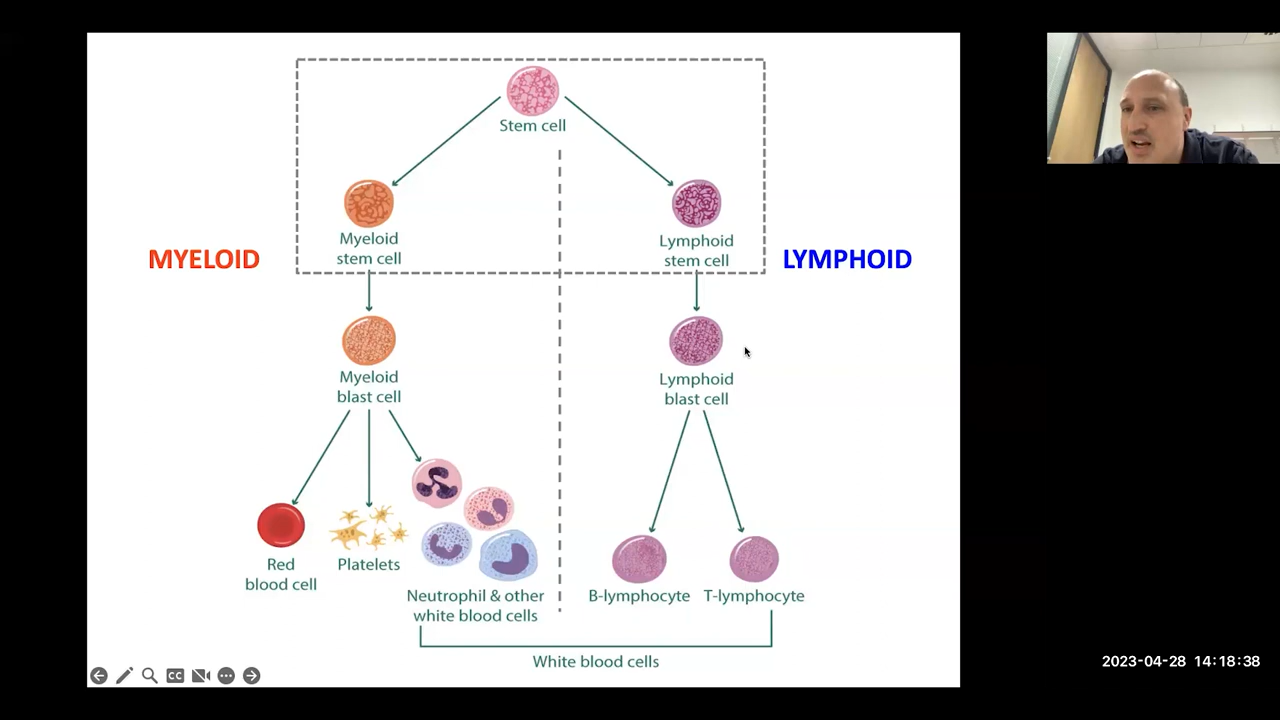 Stem cell
Myeloid
stem cell
Lymphoid
stem cell
MYELOID
LYMPHOID
Myeloid
blast cell
Lymphoid
blast cell
Red
blood cell
Platelets
Neutrophil & other
white blood cells
B-lymphocyte
T-lymphocyte
White blood cells
CC
2023-04-28 14:18:38